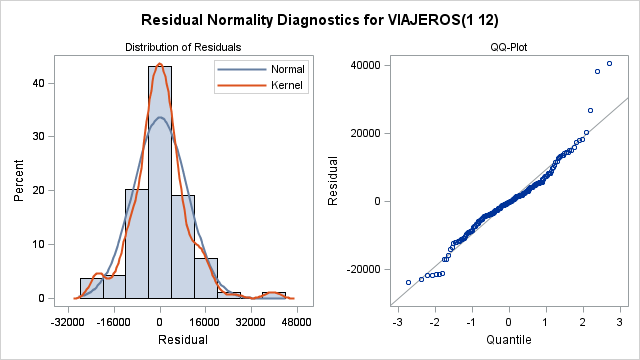 Residual Normality Diagnostics for VIAJEROS(1 12)
Distribution of Residuals
Normal
Kernel
Percent
40
30
20
10
0
-32000 -16000 0 16000 32000 48000
Residual
QQ-Plot
Residual
40000
20000
0
-20000
-3 -2 -1 0 1 2 3
Quantile